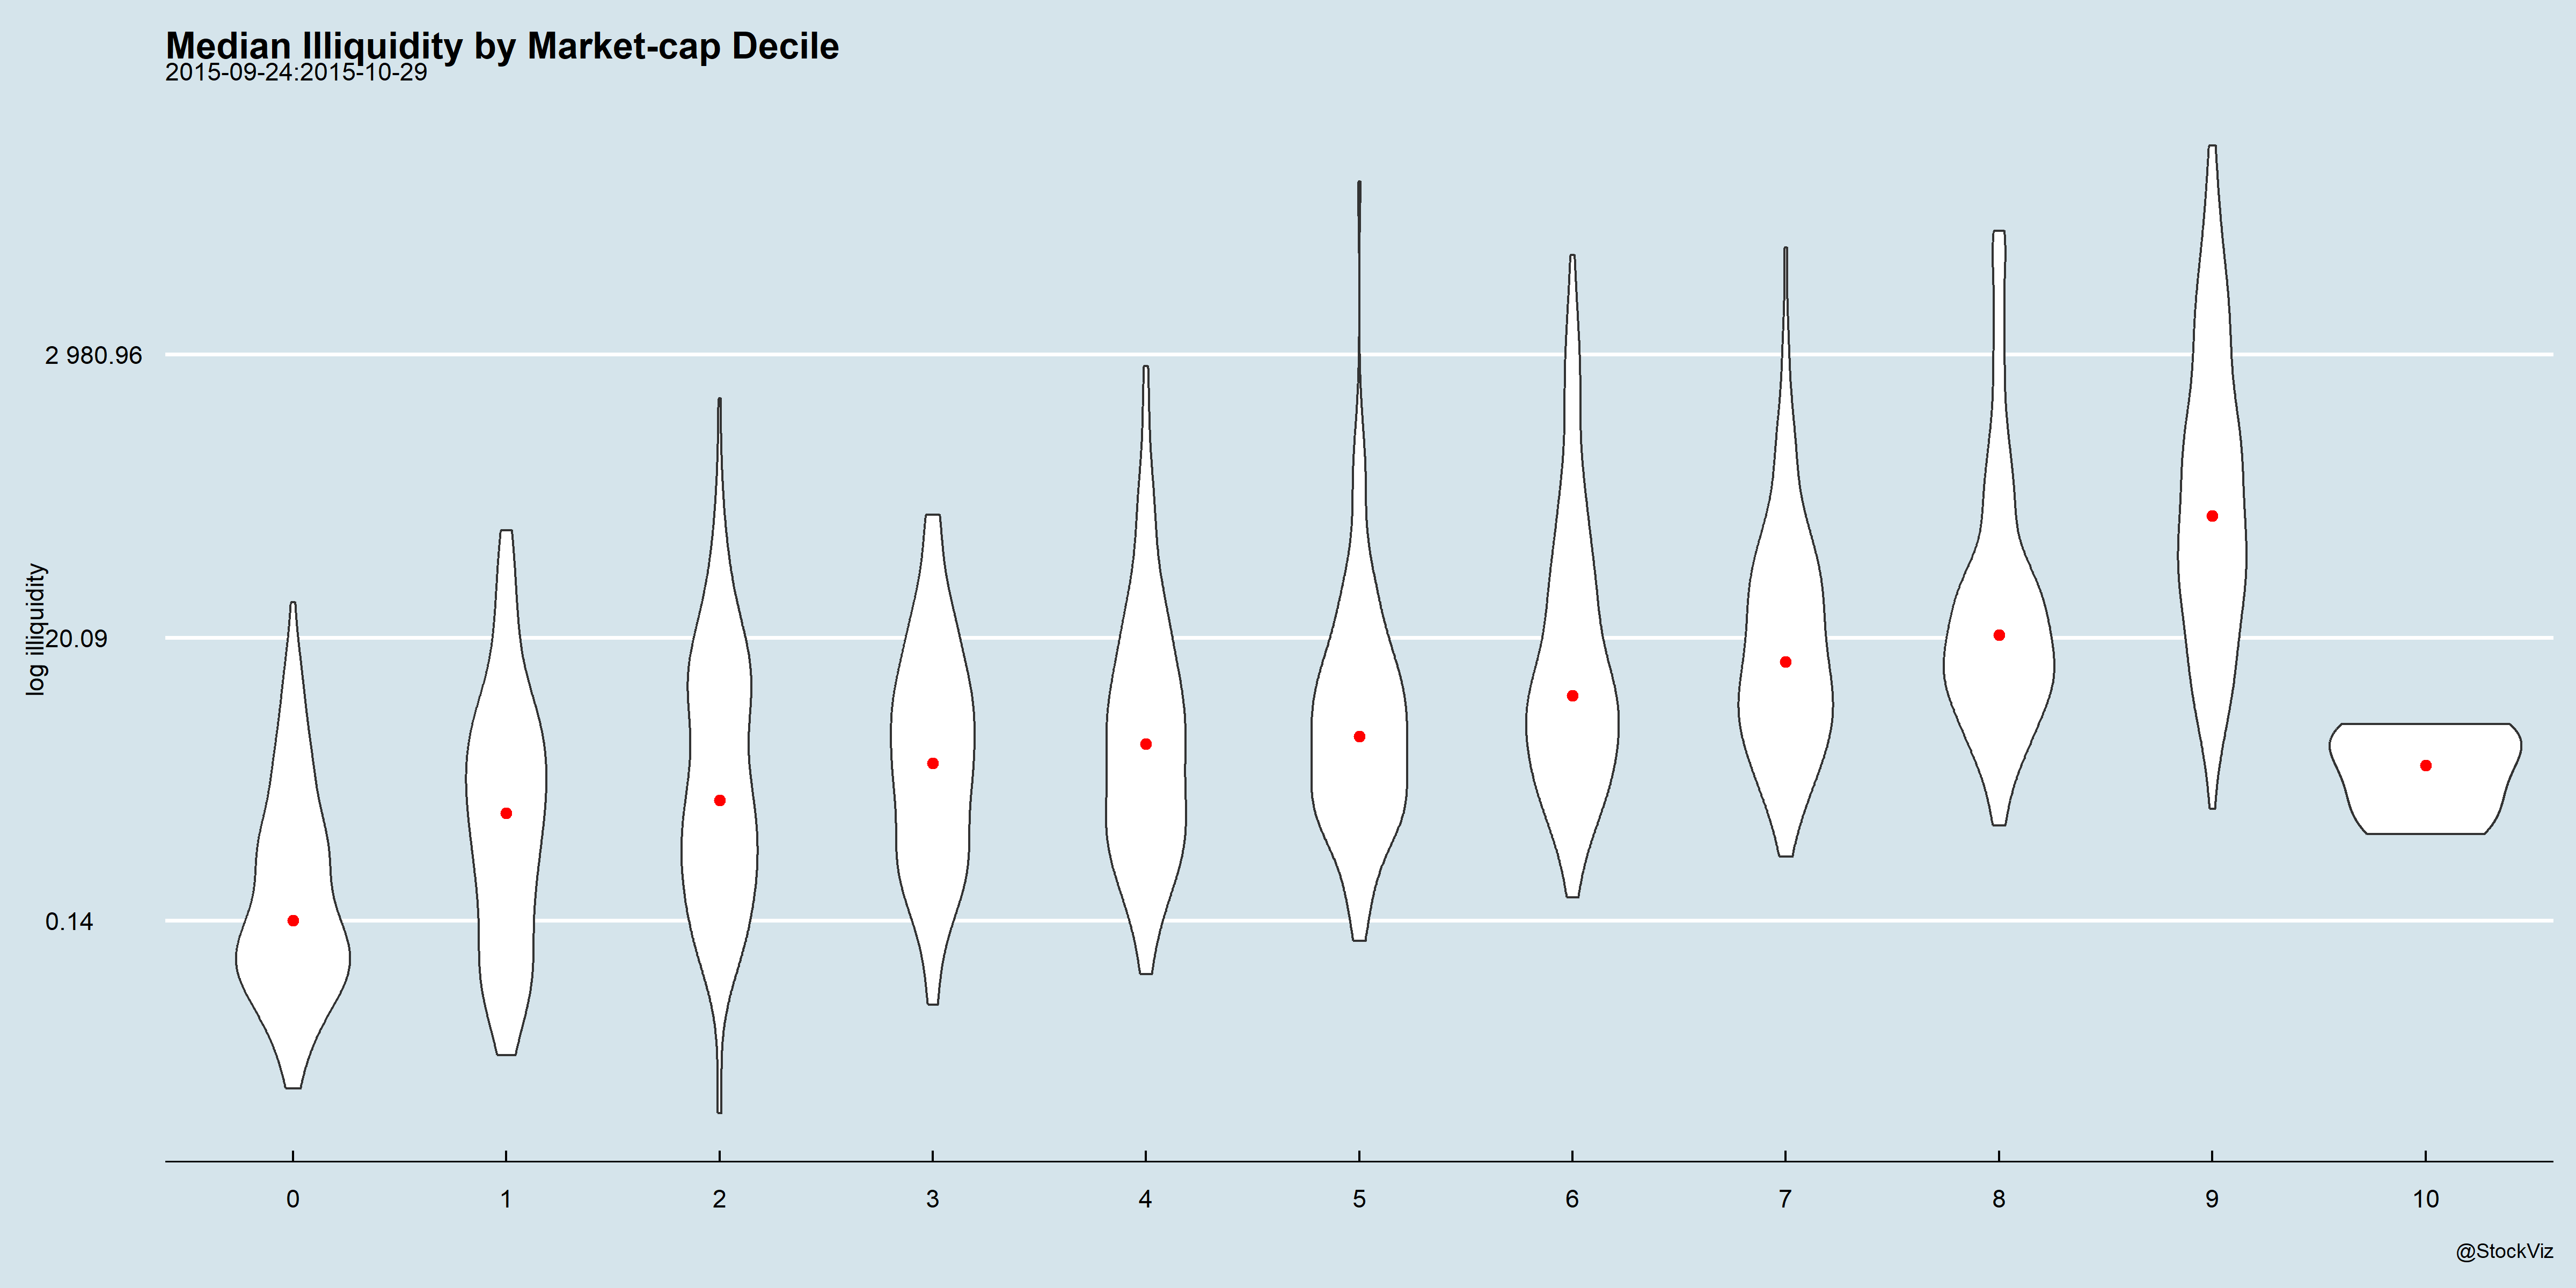 Median Illiquidity by Market-cap Decile
2015-09-24:2015-10-29
log illiquidity
2 980.96
20.09
0.14
0 1 2 3 4 5 6 7 8 9 10
@StockViz